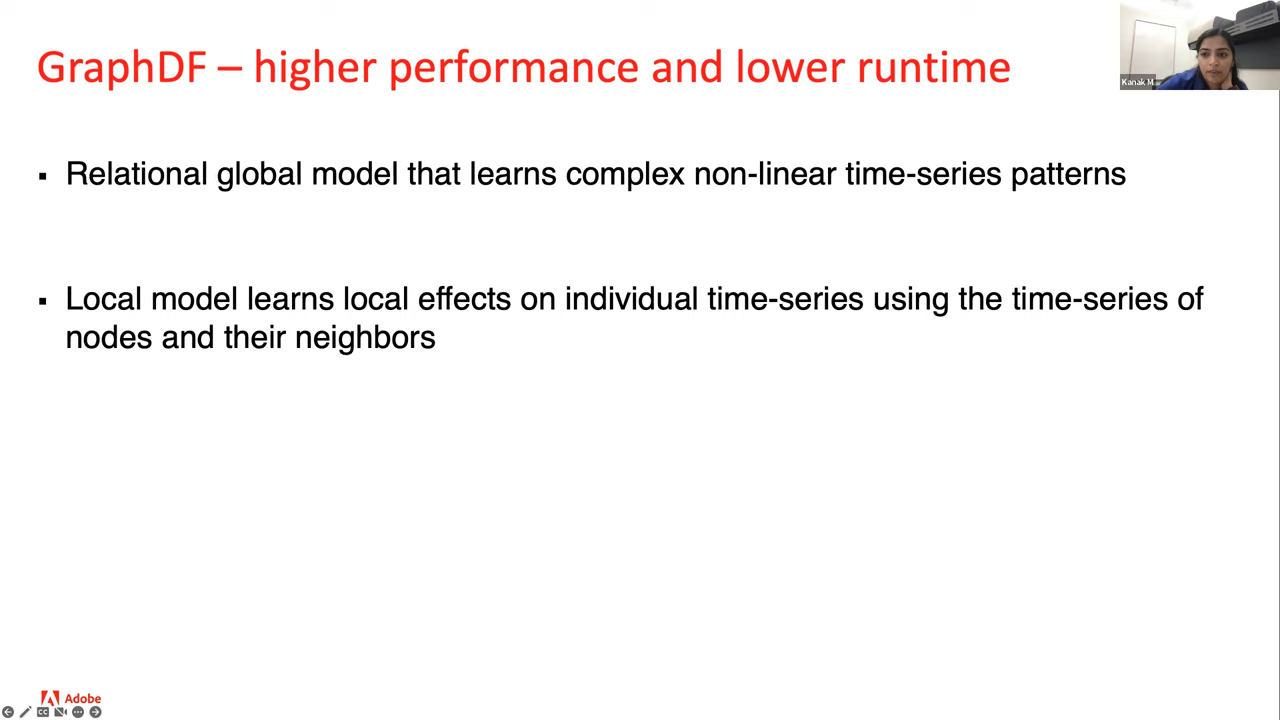 GraphDF – higher performance and lower runtime
Kanak M
▪ Relational global model that learns complex non-linear time-series patterns
▪ Local model learns local effects on individual time-series using the time-series of
nodes and their neighbors
Adobe
CC